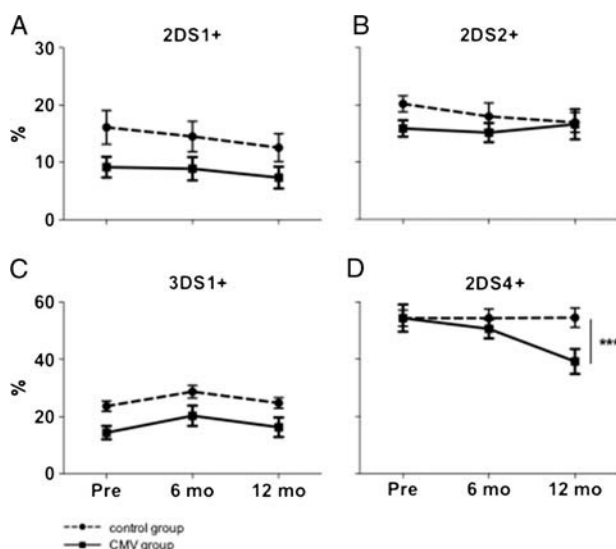 A 2DS1+
B 2DS2+
30
20
10
0
%
C 3DS1+
D 2DS4+
60
40
20
0
%
***
Pre 6 mo 12 mo
Pre 6 mo 12 mo
control group
CMV group